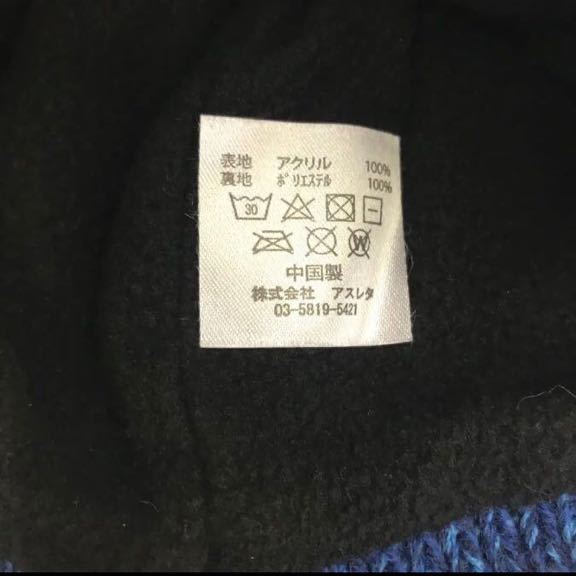 表地 アクリル 100%
裏地 ポリエステル 100%
30
W
中国製
株式会社 アスレタ
03-5819-5421